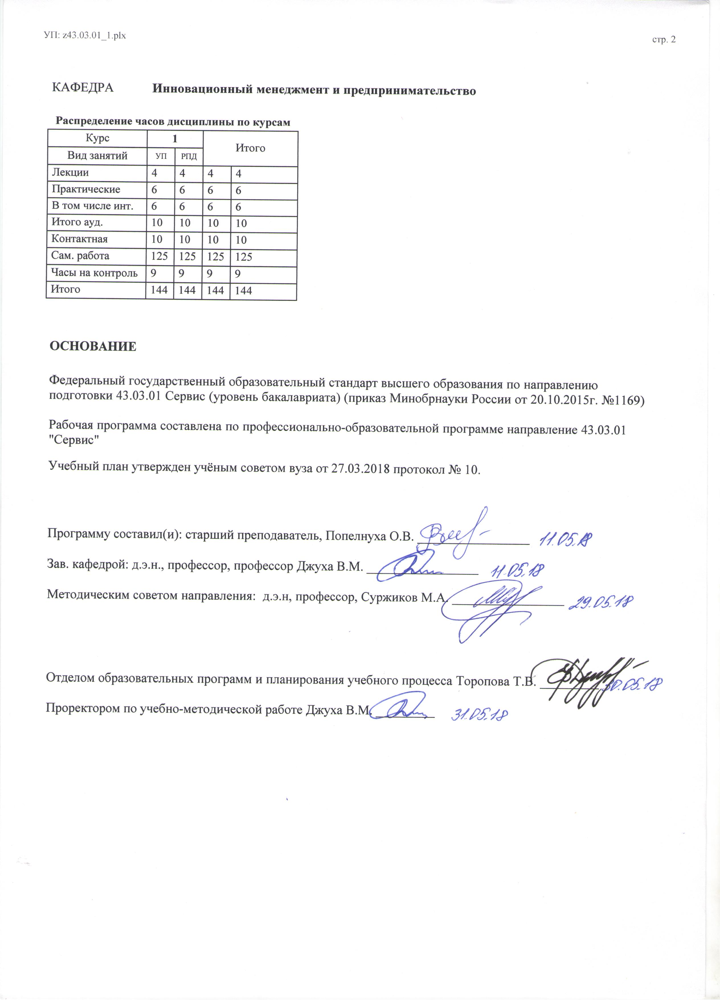 УП: z43.03.01_1.plx
стр. 2
КАФЕДРА Инновационный менеджмент и предпринимательство
Распределение часов дисциплины по курсам
Курс 1 Итого
Вид занятий УП РПД
Лекции 4 4 4 4
Практические 6 6 6 6
В том числе инт. 6 6 6 6
Итого ауд. 10 10 10 10
Контактная 10 10 10 10
Сам. работа 125 125 125 125
Часы на контроль 9 9 9 9
Итого 144 144 144 144
ОСНОВАНИЕ
Федеральный государственный образовательный стандарт высшего образования по направлению
подготовки 43.03.01 Сервис (уровень бакалавриата) (приказ Минобрнауки России от 20.10.2015г. №1169)
Рабочая программа составлена по профессионально-образовательной программе направление 43.03.01
"Сервис"
Учебный план утвержден учёным советом вуза от 27.03.2018 протокол № 10.
Программу составил(и): старший преподаватель, Попелнуха О.В. 11.05.18
Зав. кафедрой: д.э.н., профессор, профессор Джуха В.М. 11.05.18
Методическим советом направления: д.э.н, профессор, Суржиков М.А. 29.05.18
Отделом образовательных программ и планирования учебного процесса Торопова Т.В. 30.05.18
Проректором по учебно-методической работе Джуха В.М. 31.05.18